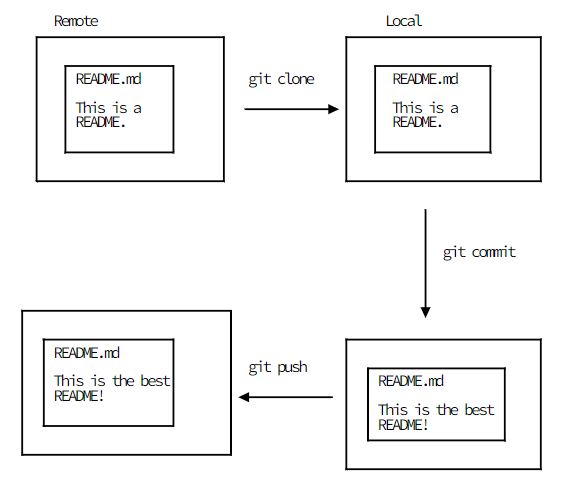 Remote
Local
README.md
This is a
README.
git clone
README.md
This is a
README.
git commit
README.md
This is the best
README!
git push
README.md
This is the best
README!